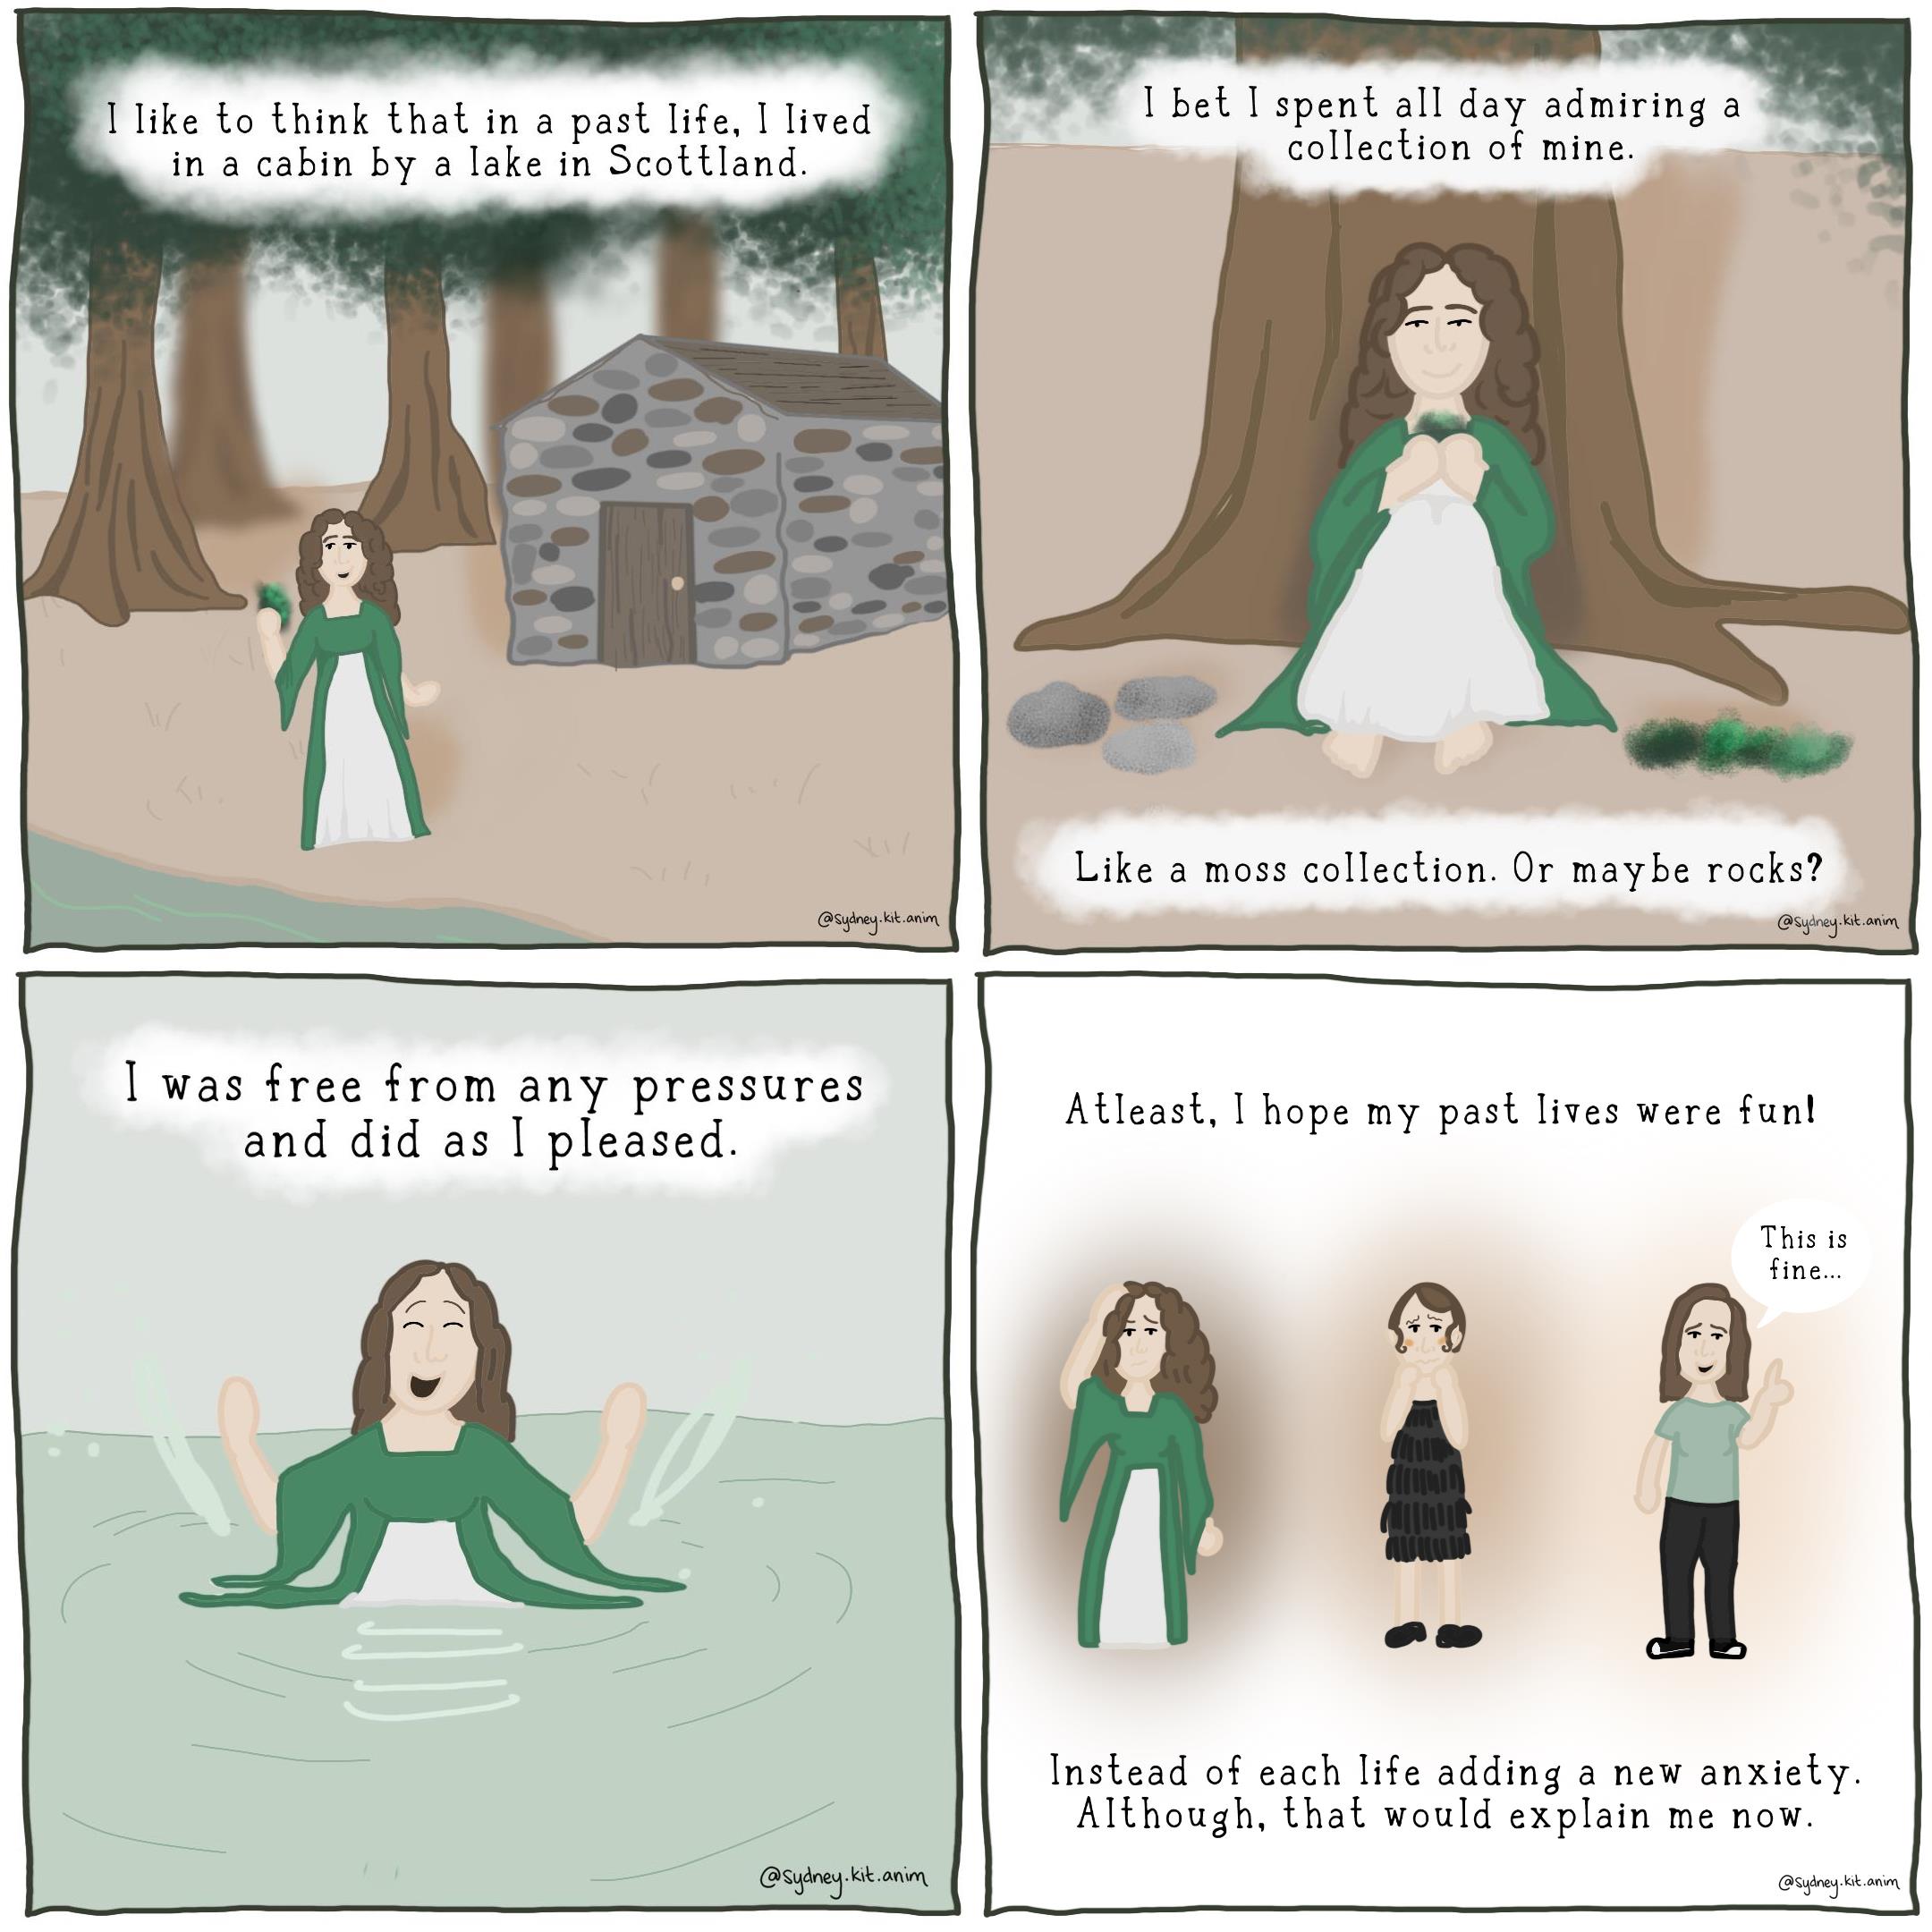 I like to think that in a past life, I lived
in a cabin by a lake in Scottland.
@sydney.kit.anim
I bet I spent all day admiring a
collection of mine.
Like a moss collection. Or maybe rocks?
@sydney.kit.anim
I was free from any pressures
and did as I pleased.
@sydney.kit.anim
Atleast, I hope my past lives were fun!
This is
fine...
Instead of each life adding a new anxiety.
Although, that would explain me now.
@sydney.kit.anim